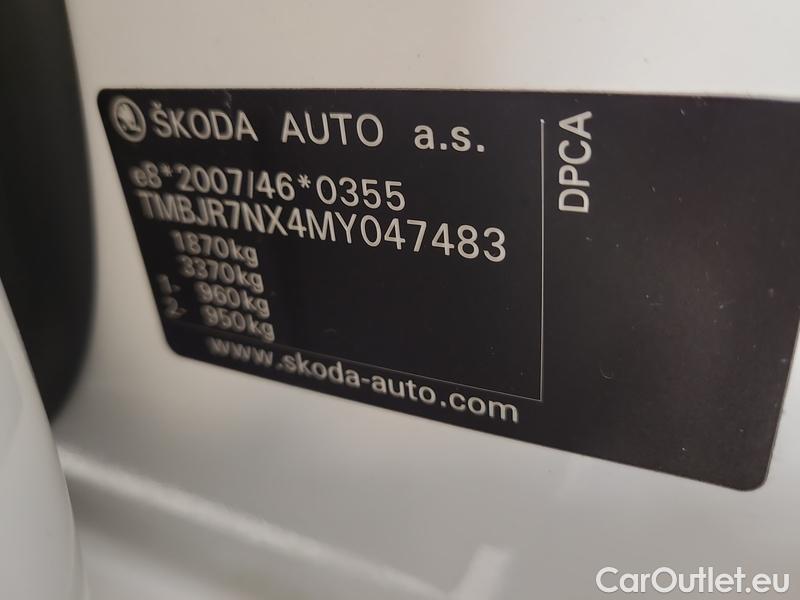 ŠKODA AUTO a.s.
e8*2007/46*0355
TMBJR7NX4MY047483
1870kg
3370kg
1- 960kg
2- 950kg
www.skoda-auto.com
DPCA
CarOutlet.eu